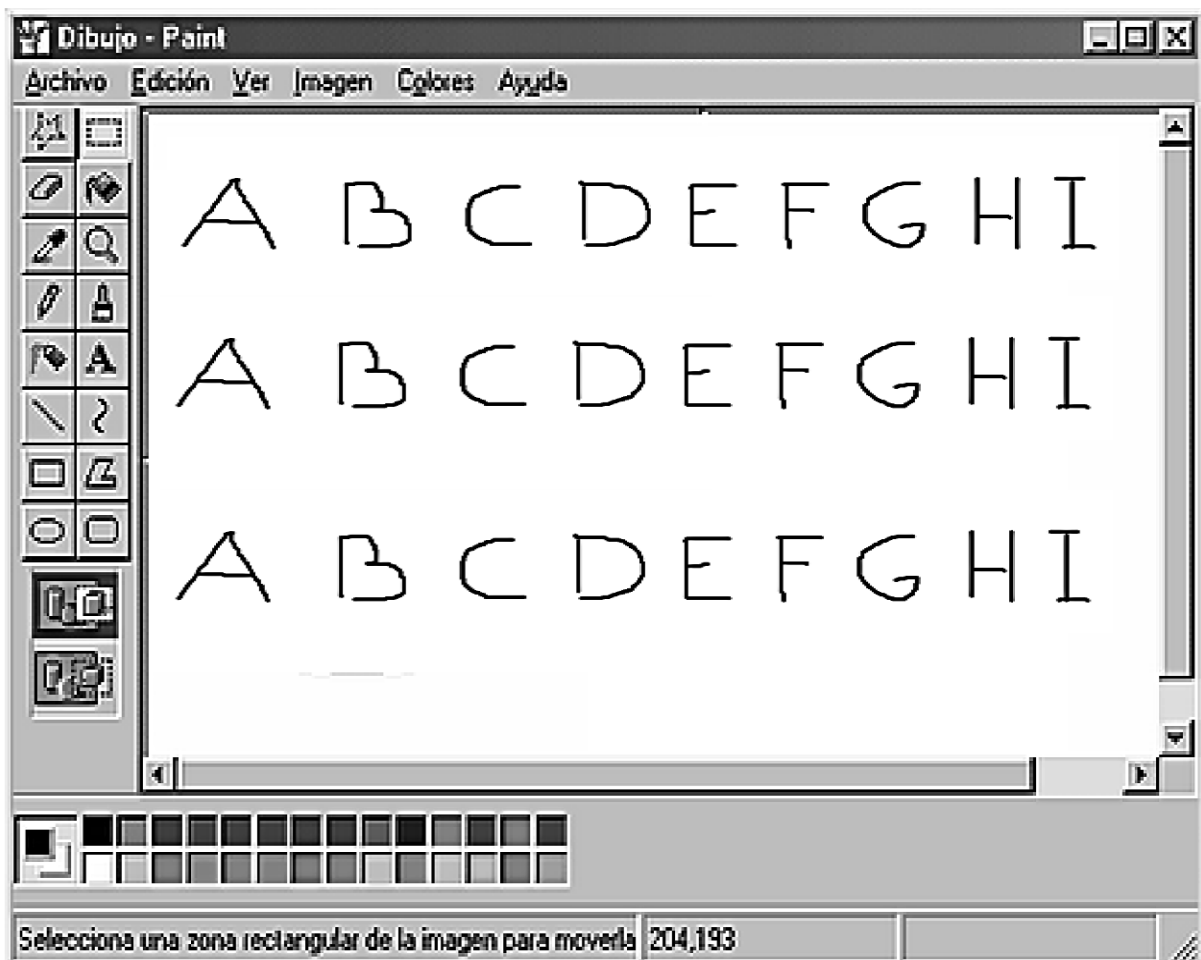 Dibujo - Paint
Archivo Edición Ver Imagen Colores Ayuda
A B C D E F G H I
A B C D E F G H I
A B C D E F G H I
A
Selecciona una zona rectangular de la imagen para moverla 204,193